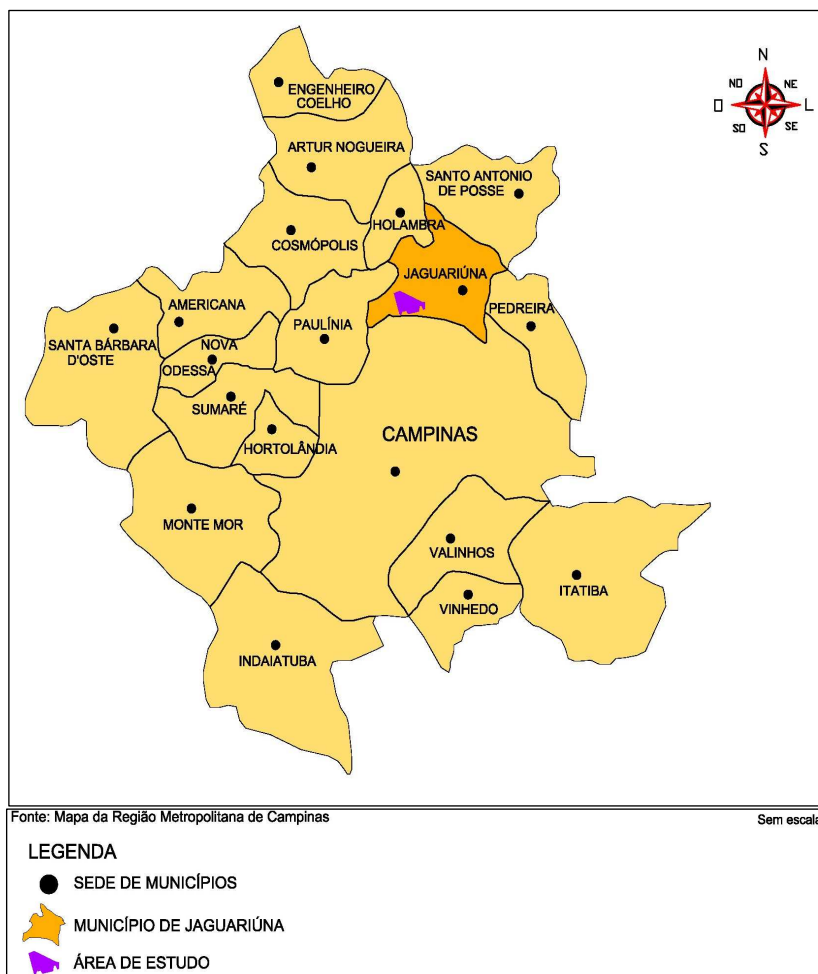 N
NO
NE
O
L
SO
SE
S
ENGENHEIRO
COELHO
ARTUR NOGUEIRA
SANTO ANTONIO
DE POSSE
HOLAMBRA
COSMÓPOLIS
JAGUARIÚNA
AMERICANA
PEDREIRA
PAULÍNIA
SANTA BÁRBARA
D'OSTE
NOVA
ODESSA
SUMARÉ
CAMPINAS
HORTOLÂNDIA
MONTE MOR
VALINHOS
ITATIBA
VINHEDO
INDAIATUBA
Fonte: Mapa da Região Metropolitana de Campinas
Sem escala
LEGENDA
SEDE DE MUNICÍPIOS
MUNICÍPIO DE JAGUARIÚNA
ÁREA DE ESTUDO